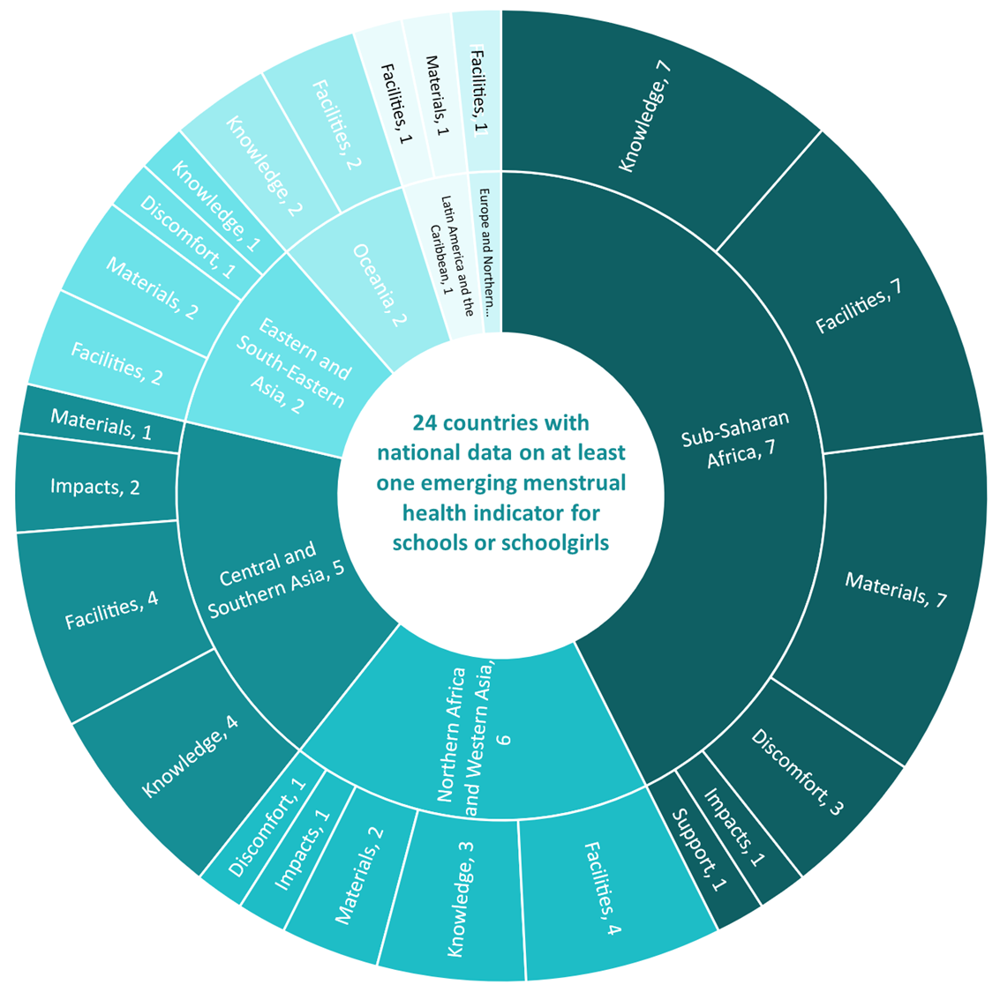 24 countries with
national data on at least
one emerging menstrual
health indicator for
schools or schoolgirls
Sub-Saharan
Africa, 7
Knowledge, 7
Facilities, 7
Materials, 7
Discomfort, 3
Impacts, 1
Support, 1
Northern Africa
and Western Asia,
6
Facilities, 4
Knowledge, 3
Materials, 2
Impacts, 1
Discomfort, 1
Central and
Southern Asia, 5
Knowledge, 4
Facilities, 4
Impacts, 2
Materials, 1
Eastern and
South-Eastern
Asia, 2
Facilities, 2
Materials, 2
Discomfort, 1
Knowledge, 1
Oceania, 2
Knowledge, 2
Facilities, 2
Latin America and the
Caribbean, 1
Facilities, 1
Materials, 1
Europe and Northern...
Facilities, 1